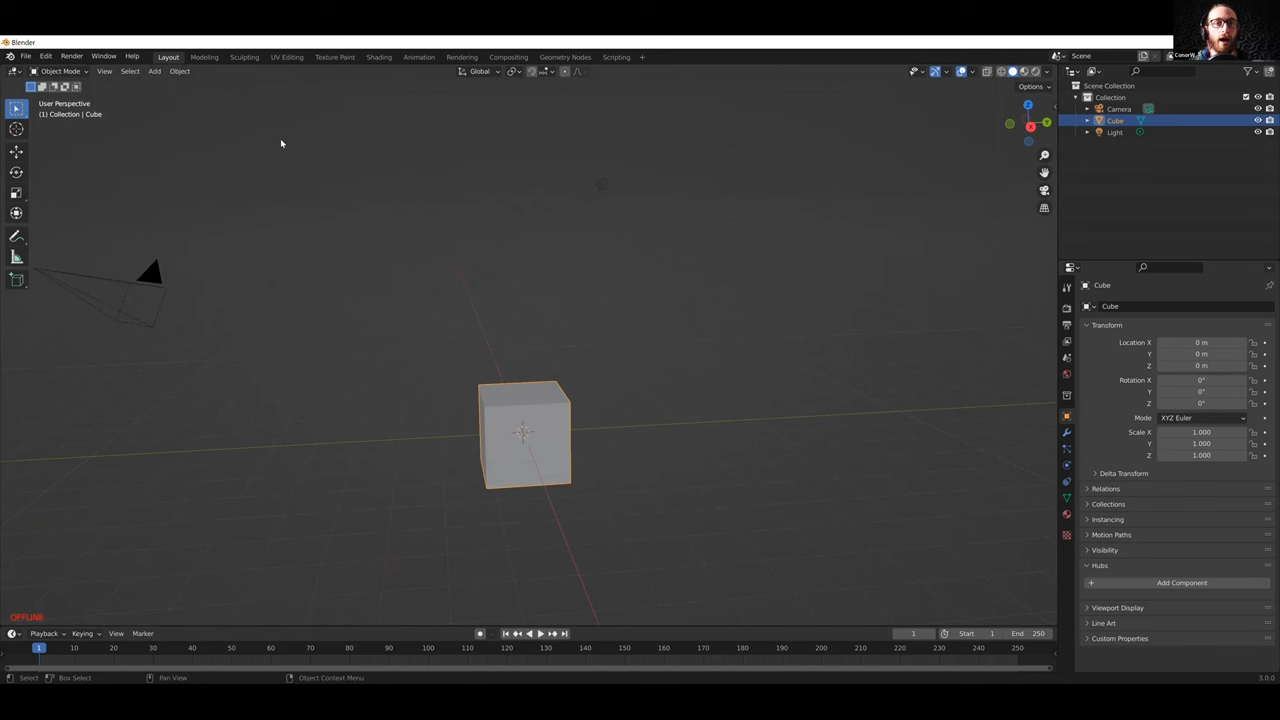 Blender
ConorW.
File Edit Render Window Help Layout Modeling Sculpting UV Editing Texture Paint Shading Animation Rendering Compositing Geometry Nodes Scripting + Scene
Object Mode View Select Add Object Global
Options
User Perspective
(1) Collection | Cube
X
Y
Z
Scene Collection
Collection
Camera
Cube
Light
Cube
Cube
Transform
Location X 0 m
Y 0 m
Z 0 m
Rotation X 0°
Y 0°
Z 0°
Mode XYZ Euler
Scale X 1.000
Y 1.000
Z 1.000
Delta Transform
Relations
Collections
Instancing
Motion Paths
Visibility
Hubs
+ Add Component
Viewport Display
Line Art
Custom Properties
OFFLINE
Playback Keying View Marker 1 Start 1 End 250
1 10 20 30 40 50 60 70 80 90 100 110 120 130 140 150 160 170 180 190 200 210 220 230 240 250
Select Box Select Pan View Object Context Menu 3.0.0